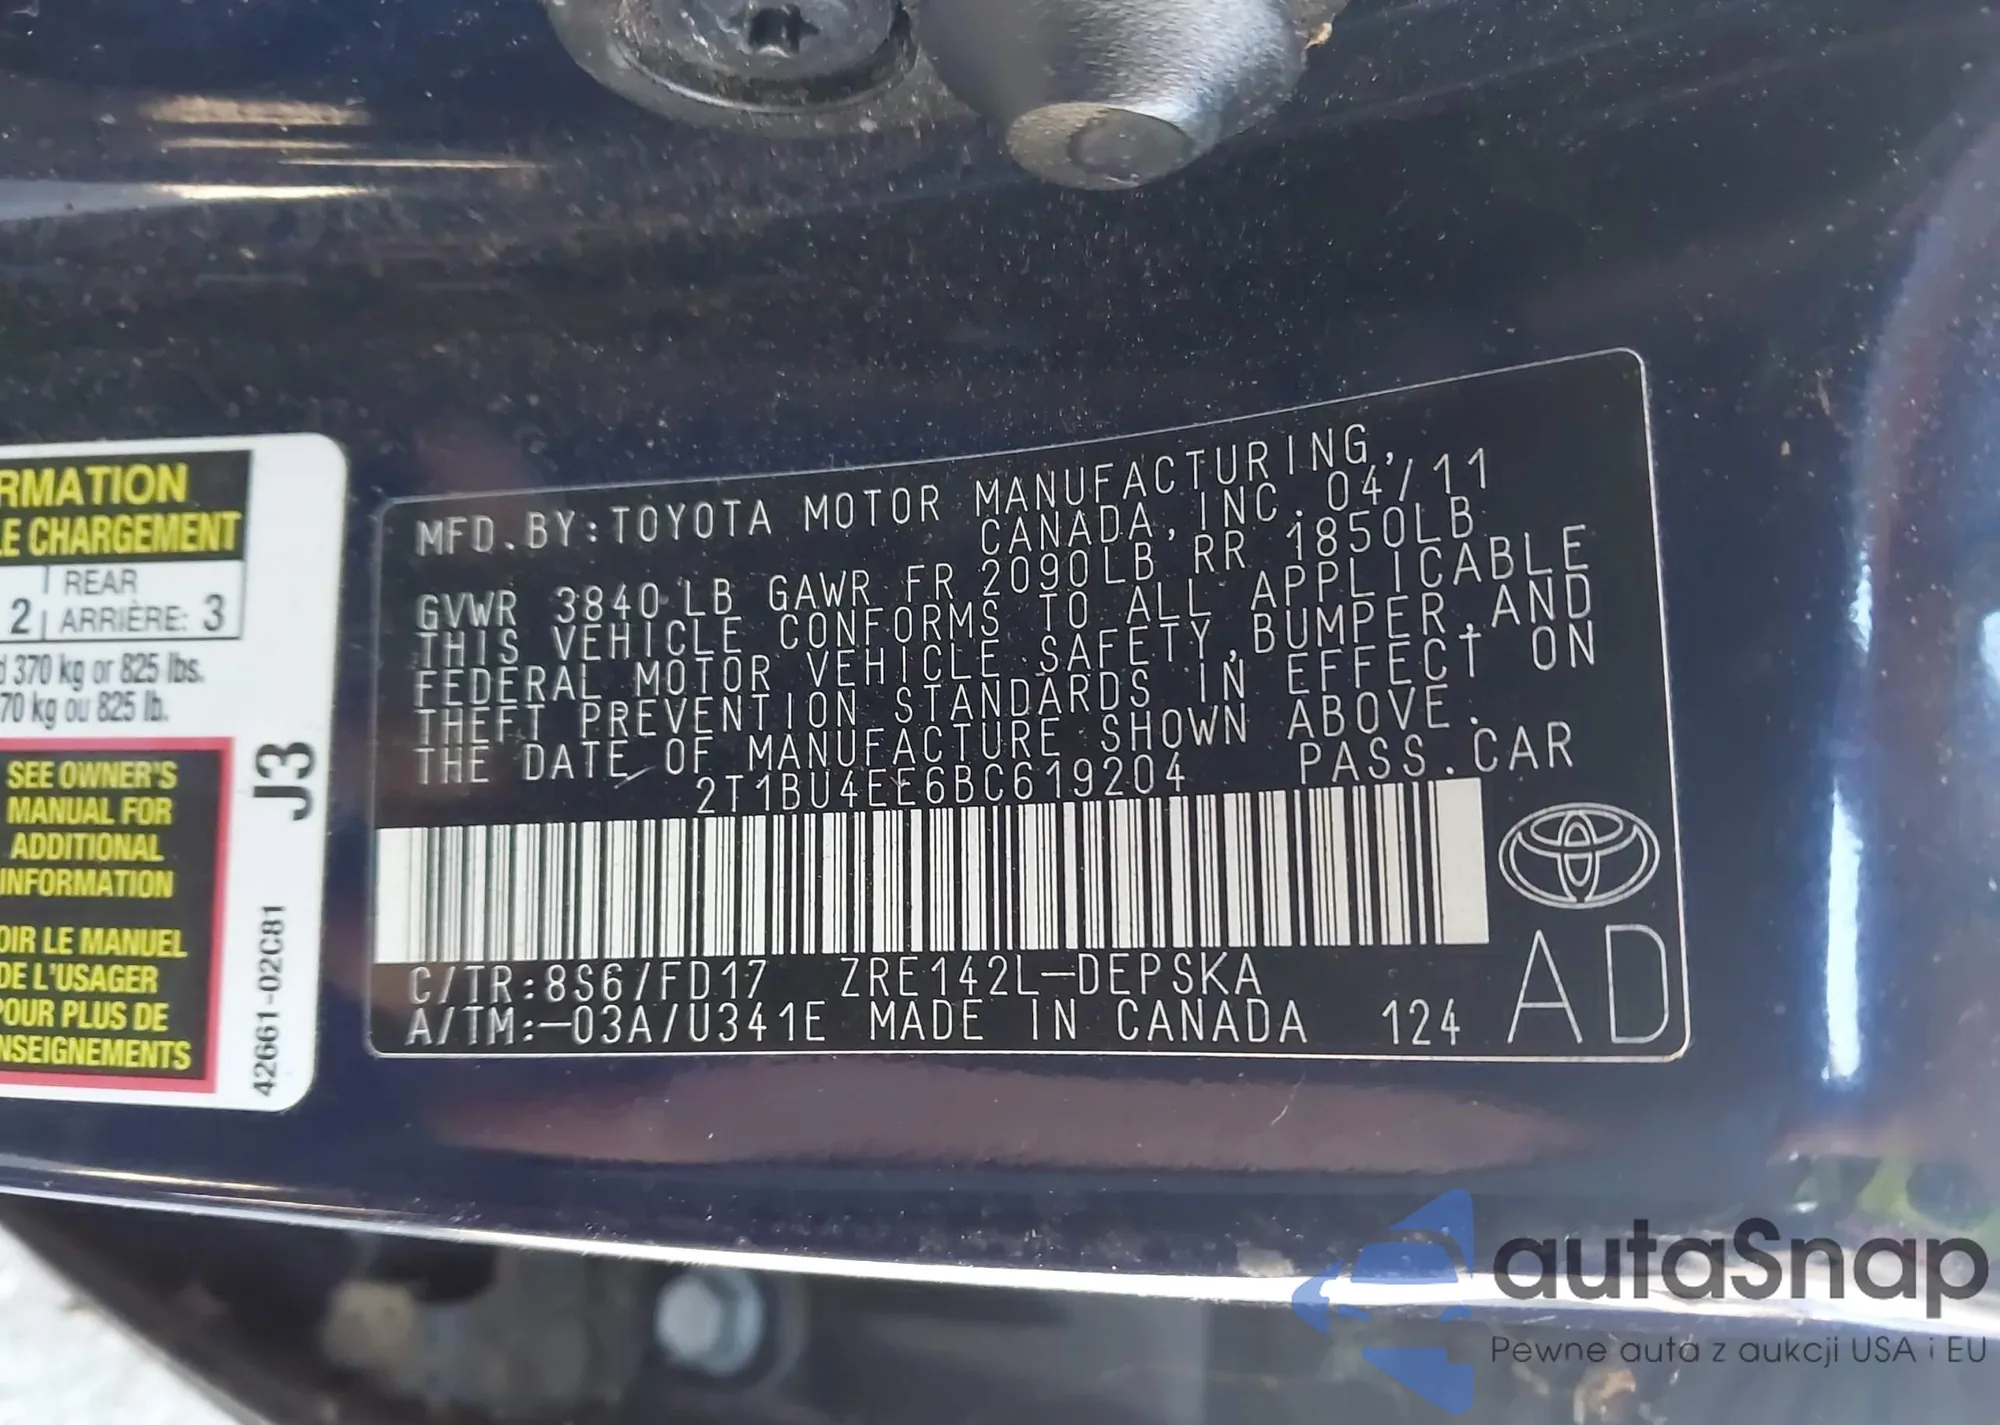 RMATION
LE CHARGEMENT
2 REAR
ARRIÈRE: 3
d 370 kg or 825 lbs.
70 kg ou 825 lb.
SEE OWNER'S
MANUAL FOR
ADDITIONAL
INFORMATION
OIR LE MANUEL
DE L'USAGER
POUR PLUS DE
NSEIGNEMENTS
J3
42661-02C81
MFD.BY:TOYOTA MOTOR MANUFACTURING,
CANADA,INC. 04/11
GVWR 3840 LB GAWR FR 2090LB RR 1850LB
THIS VEHICLE CONFORMS TO ALL APPLICABLE
FEDERAL MOTOR VEHICLE SAFETY,BUMPER,AND
THEFT PREVENTION STANDARDS IN EFFECT ON
THE DATE OF MANUFACTURE SHOWN ABOVE.
2T1BU4EE6BC619204 PASS.CAR
C/TR:8S6/FD17 ZRE142L-DEPSKA
A/TM:-03A/U341E MADE IN CANADA 124
AD
autaSnap
Pewne auta z aukcji USA i EU